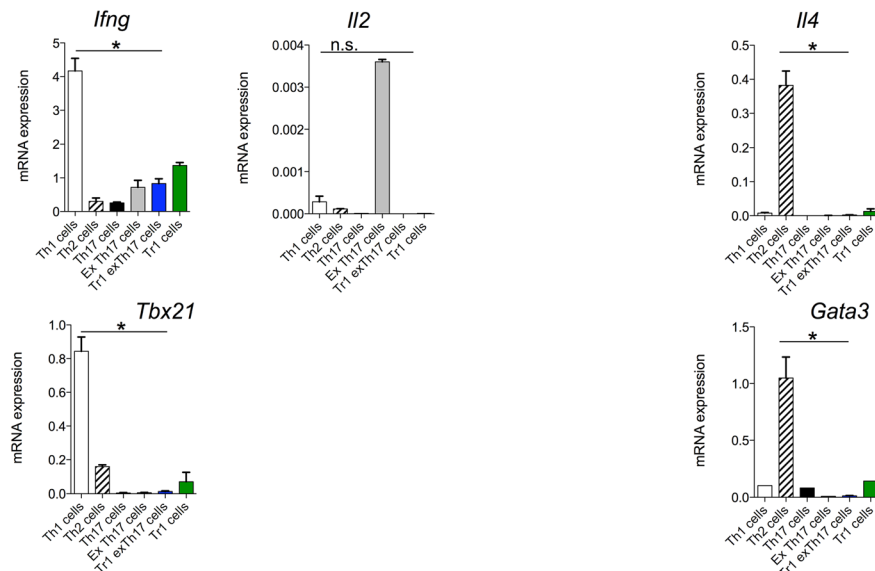 Ifng
mRNA expression
5
4
3
2
1
0
*
Th1 cells
Th2 cells
Th17 cells
Ex Th17 cells
Tr1 exTh17 cells
Tr1 cells
Il2
mRNA expression
0.004
0.003
0.002
0.001
0.000
n.s.
Th1 cells
Th2 cells
Th17 cells
Ex Th17 cells
Tr1 exTh17 cells
Tr1 cells
Il4
mRNA expression
0.5
0.4
0.3
0.2
0.1
0.0
*
Th1 cells
Th2 cells
Th17 cells
Ex Th17 cells
Tr1 exTh17 cells
Tr1 cells
Tbx21
mRNA expression
1.0
0.8
0.6
0.4
0.2
0.0
*
Th1 cells
Th2 cells
Th17 cells
Ex Th17 cells
Tr1 exTh17 cells
Tr1 cells
Gata3
mRNA expression
1.5
1.0
0.5
0.0
*
Th1 cells
Th2 cells
Th17 cells
Ex Th17 cells
Tr1 exTh17 cells
Tr1 cells